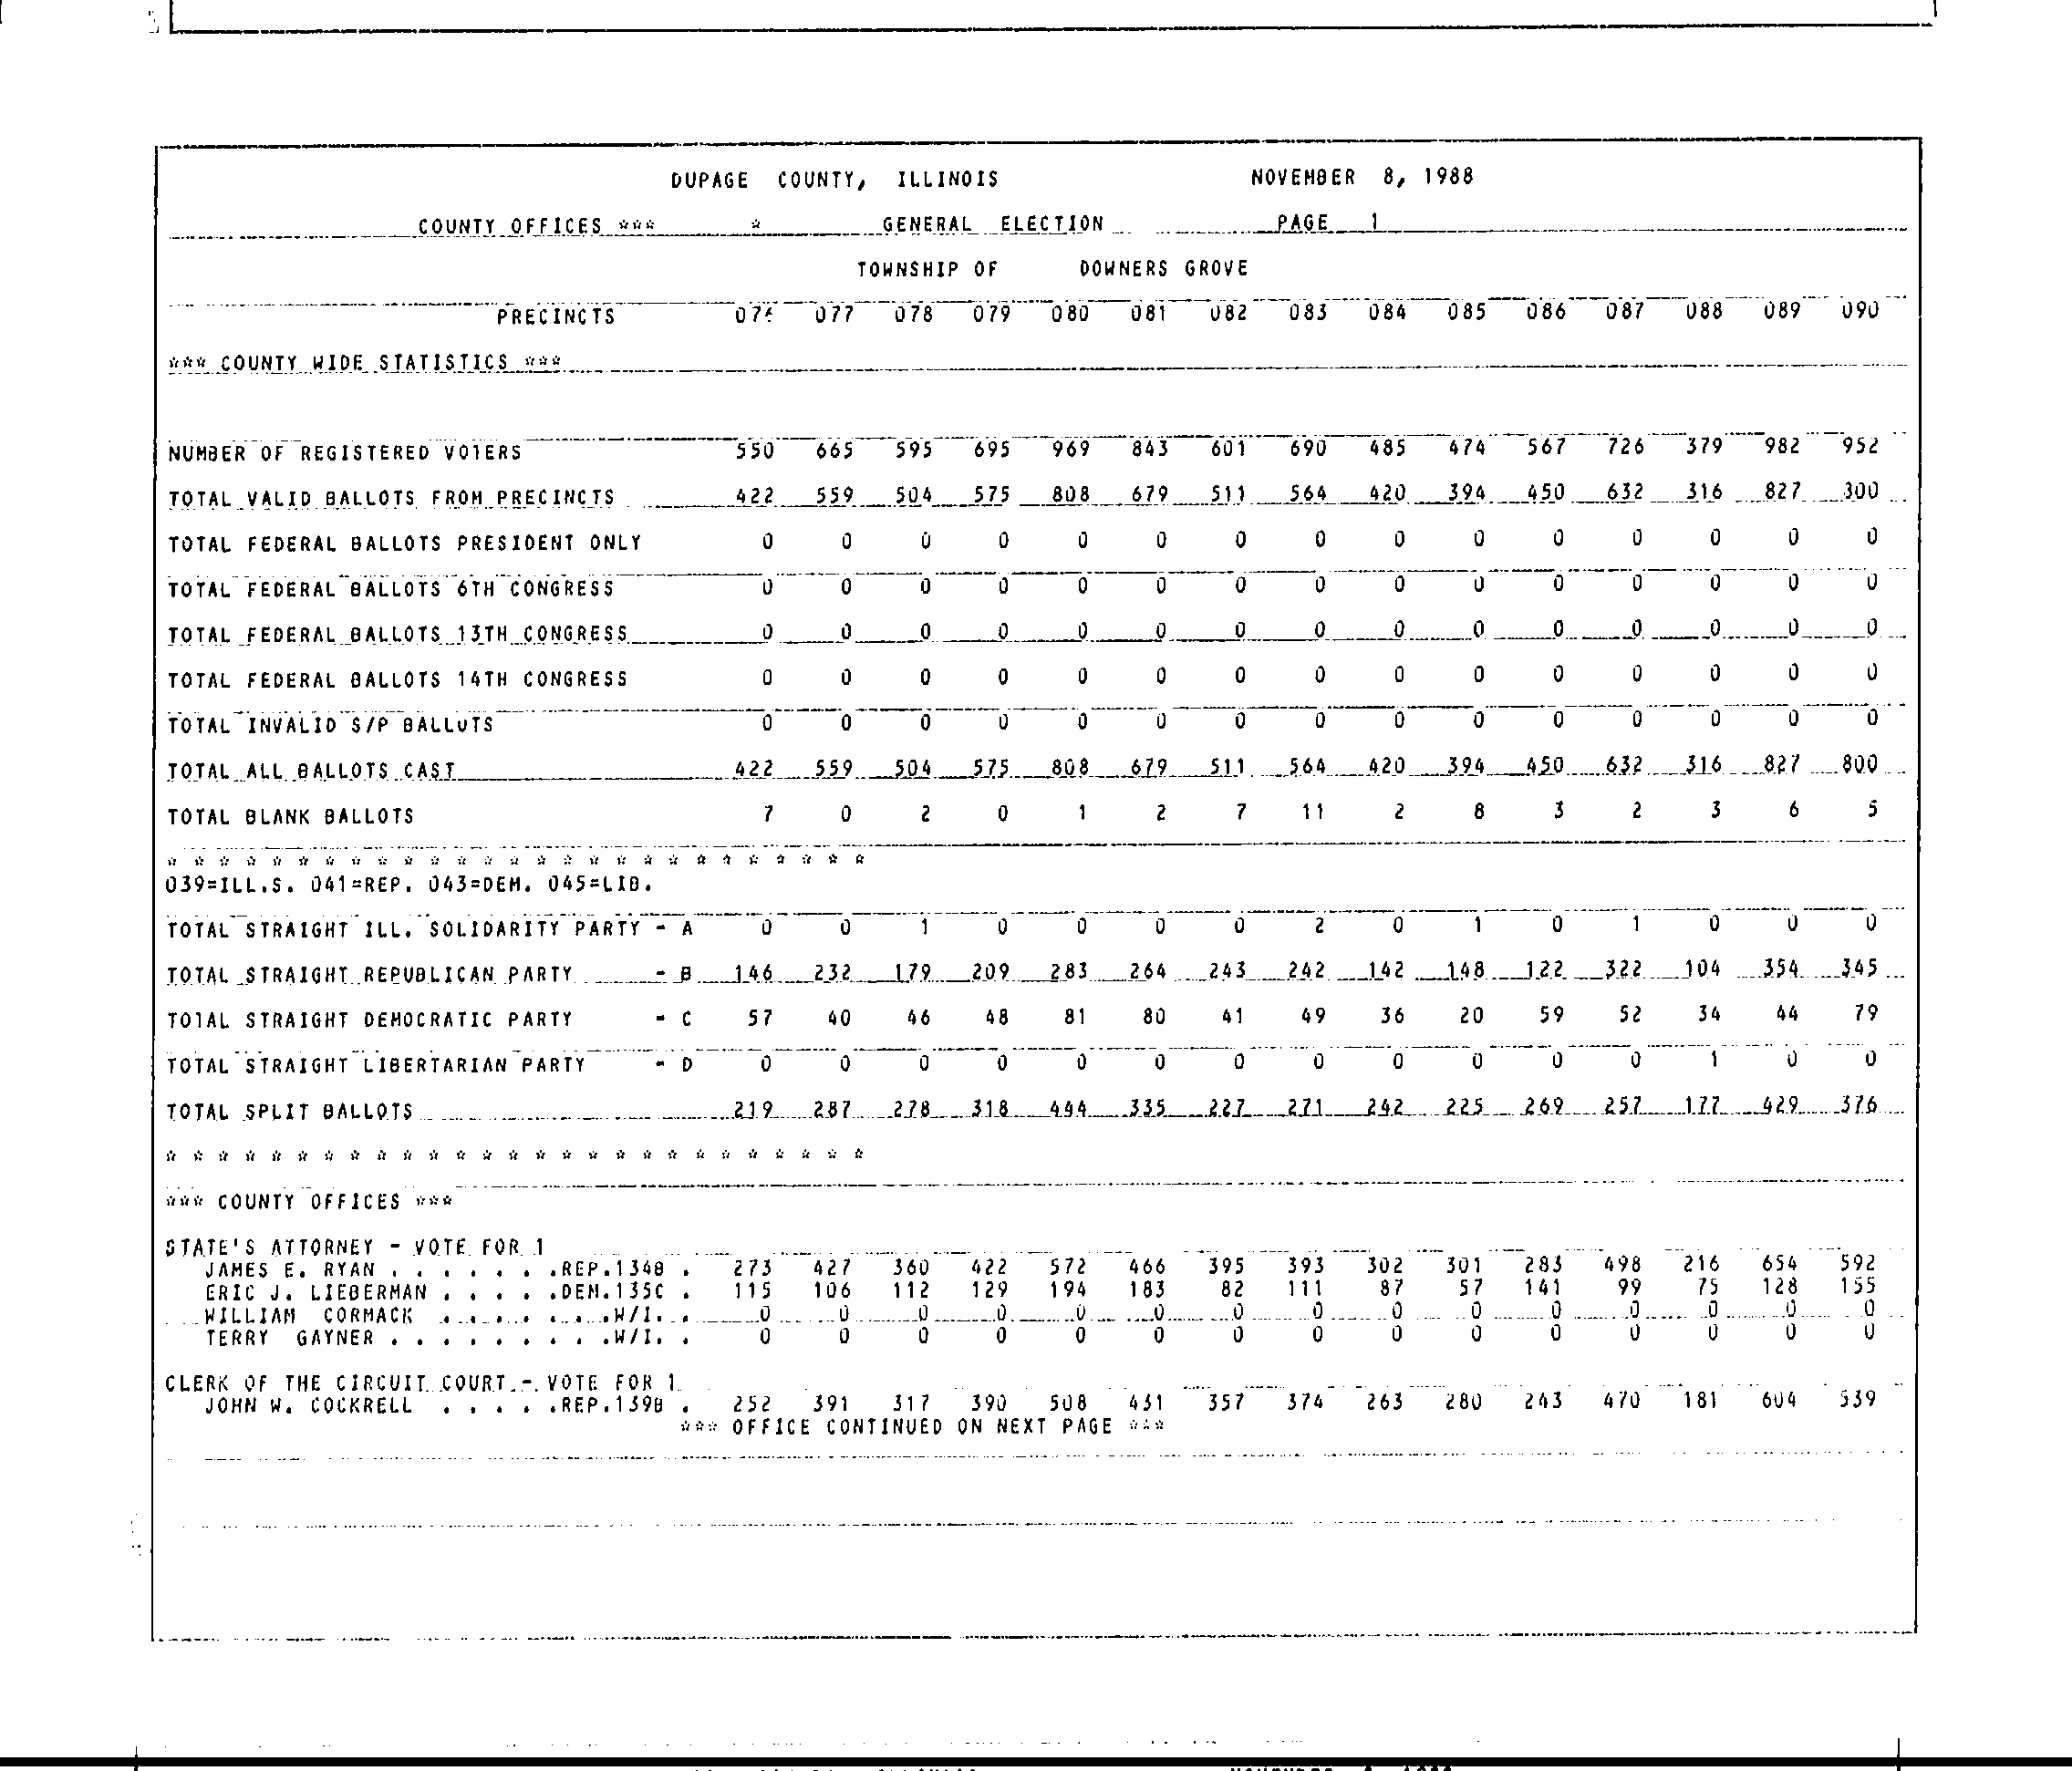 DUPAGE COUNTY, ILLINOIS NOVEMBER 8, 1988
COUNTY OFFICES *** * GENERAL ELECTION PAGE 1
TOWNSHIP OF DOWNERS GROVE
PRECINCTS 077 078 079 080 081 082 083 084 085 086 087 088 089 090
*** COUNTY WIDE STATISTICS ***
NUMBER OF REGISTERED VOTERS 550 665 595 695 969 843 601 690 485 474 567 726 379 982 952
TOTAL VALID BALLOTS FROM PRECINCTS 422 559 504 575 808 679 511 564 420 394 450 632 316 827 800
TOTAL FEDERAL BALLOTS PRESIDENT ONLY 0 0 0 0 0 0 0 0 0 0 0 0 0 0 0
TOTAL FEDERAL BALLOTS 6TH CONGRESS 0 0 0 0 0 0 0 0 0 0 0 0 0 0 0
TOTAL FEDERAL BALLOTS 13TH CONGRESS 0 0 0 0 0 0 0 0 0 0 0 0 0 0 0
TOTAL FEDERAL BALLOTS 14TH CONGRESS 0 0 0 0 0 0 0 0 0 0 0 0 0 0 0
TOTAL INVALID S/P BALLOTS 0 0 0 0 0 0 0 0 0 0 0 0 0 0 0
TOTAL ALL BALLOTS CAST 422 559 504 575 808 679 511 564 420 394 450 632 316 827 800
TOTAL BLANK BALLOTS 7 0 2 0 1 2 7 11 2 8 3 2 3 6 5
* * * * * * * * * * * * * * * * * * * * * * * * * * *
039=ILL.S. 041=REP. 043=DEM. 045=LIB.
TOTAL STRAIGHT ILL. SOLIDARITY PARTY - A 0 0 1 0 0 0 0 2 0 1 0 1 0 0 0
TOTAL STRAIGHT REPUBLICAN PARTY - B 146 232 179 209 283 264 243 242 142 148 122 322 104 354 345
TOTAL STRAIGHT DEMOCRATIC PARTY - C 57 40 46 48 81 80 41 49 36 20 59 52 34 44 79
TOTAL STRAIGHT LIBERTARIAN PARTY - D 0 0 0 0 0 0 0 0 0 0 0 0 1 0 0
TOTAL SPLIT BALLOTS 219 287 278 318 444 335 227 271 242 225 269 257 177 429 376
* * * * * * * * * * * * * * * * * * * * * * * * * * *
*** COUNTY OFFICES ***
STATE'S ATTORNEY - VOTE FOR 1
JAMES E. RYAN . . . . . . .REP.134B . 273 427 360 422 572 466 395 393 302 301 283 498 216 654 592
ERIC J. LIEBERMAN . . . . .DEM.135C . 115 106 112 129 194 183 82 111 87 57 141 99 75 128 155
WILLIAM CORMACK . . . . . . .W/I. . 0 0 0 0 0 0 0 0 0 0 0 0 0 0 0
TERRY GAYNER . . . . . . . . .W/I. . 0 0 0 0 0 0 0 0 0 0 0 0 0 0 0
CLERK OF THE CIRCUIT COURT - VOTE FOR 1
JOHN W. COCKRELL . . . . .REP.139B . 252 391 317 390 508 431 357 374 263 280 243 470 181 604 539
*** OFFICE CONTINUED ON NEXT PAGE ***